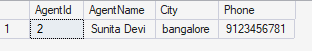 AgentId AgentName City Phone
1 2 Sunita Devi bangalore 9123456781